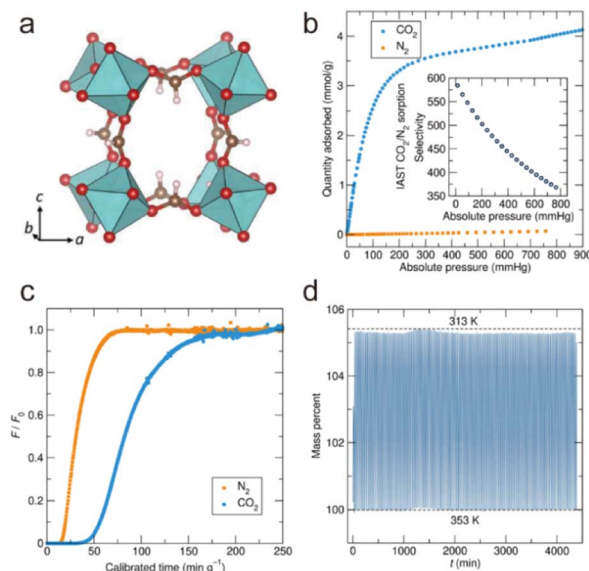 a
c
b
a
b
CO2
N2
Quantity adsorbed (mmol/g)
5
4
3
2
1
0
0 100 200 300 400 500 600 700 800 900
Absolute pressure (mmHg)
IAST CO2/N2 sorption
Selectivity
600
550
500
450
400
350
0 200 400 600 800
Absolute pressure (mmHg)
c
F / F0
1.0
0.8
0.6
0.4
0.2
0
N2
CO2
0 50 100 150 200 250
Calibrated time (min g−1)
d
Mass percent
106
104
102
100
313 K
353 K
0 1000 2000 3000 4000
t (min)